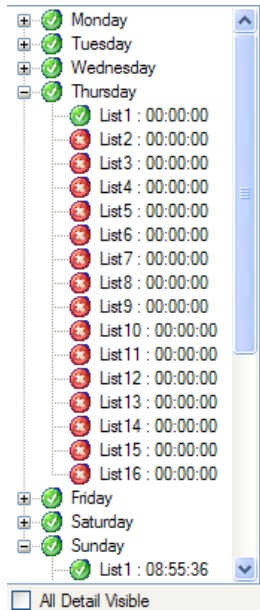 Monday
Tuesday
Wednesday
Thursday
List1 : 00:00:00
List2 : 00:00:00
List3 : 00:00:00
List4 : 00:00:00
List5 : 00:00:00
List6 : 00:00:00
List7 : 00:00:00
List8 : 00:00:00
List9 : 00:00:00
List10 : 00:00:00
List11 : 00:00:00
List12 : 00:00:00
List13 : 00:00:00
List14 : 00:00:00
List15 : 00:00:00
List16 : 00:00:00
Friday
Saturday
Sunday
List1 : 08:55:36
All Detail Visible